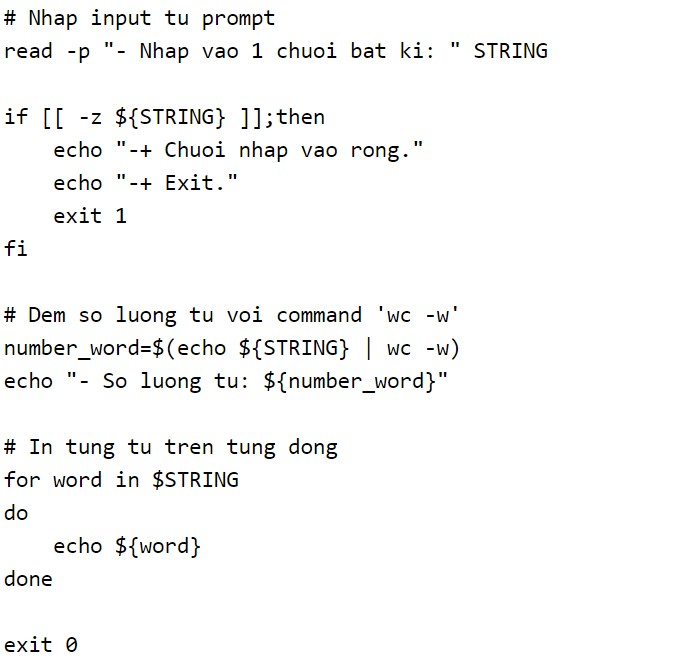 # Nhap input tu prompt
read -p "- Nhap vao 1 chuoi bat ki: " STRING

if [[ -z ${STRING} ]];then
    echo "-+ Chuoi nhap vao rong."
    echo "-+ Exit."
    exit 1
fi

# Dem so luong tu voi command 'wc -w'
number_word=$(echo ${STRING} | wc -w)
echo "- So luong tu: ${number_word}"

# In tung tu tren tung dong
for word in $STRING
do
    echo ${word}
done

exit 0